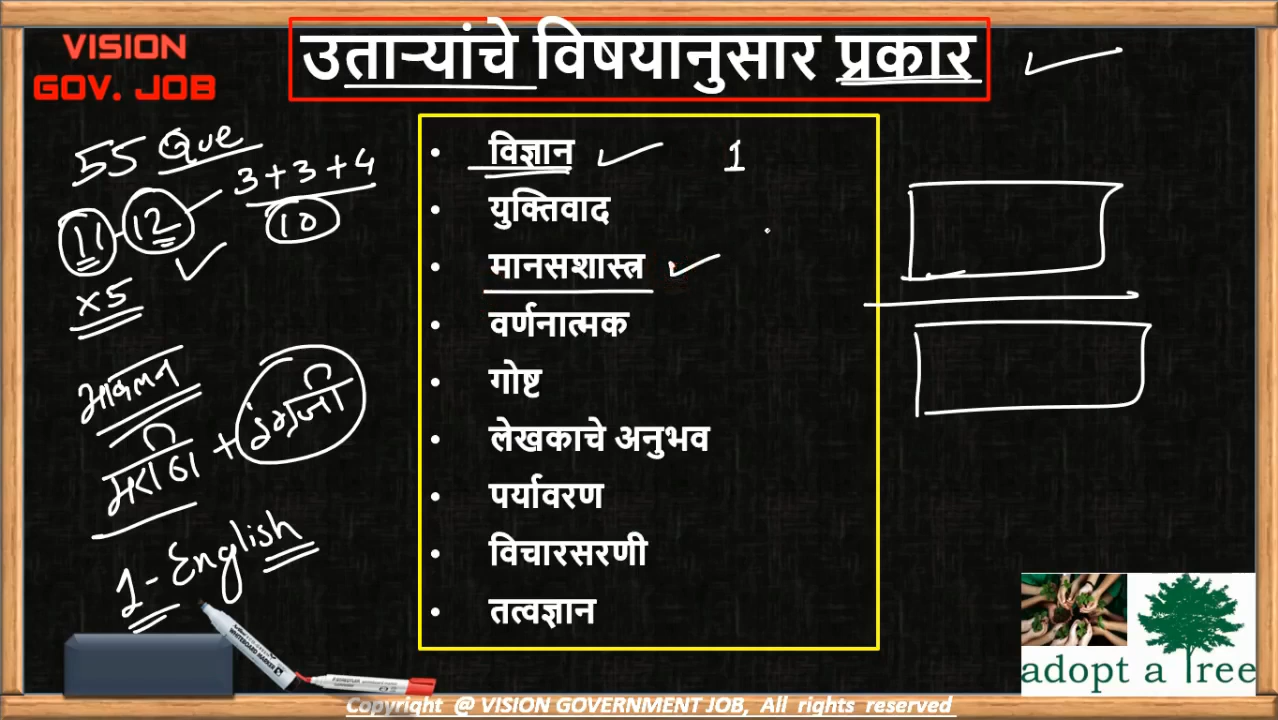 VISION
GOV. JOB
उताऱ्यांचे विषयानुसार प्रकार
55 Que
11 - 12
3 + 3 + 4
10
x5
आकलन
मराठी + इंग्रजी
1 - English
• विज्ञान 1
• युक्तिवाद
• मानसशास्त्र
• वर्णनात्मक
• गोष्ट
• लेखकाचे अनुभव
• पर्यावरण
• विचारसरणी
• तत्वज्ञान
adopt a Tree
Copyright @ VISION GOVERNMENT JOB, All rights reserved